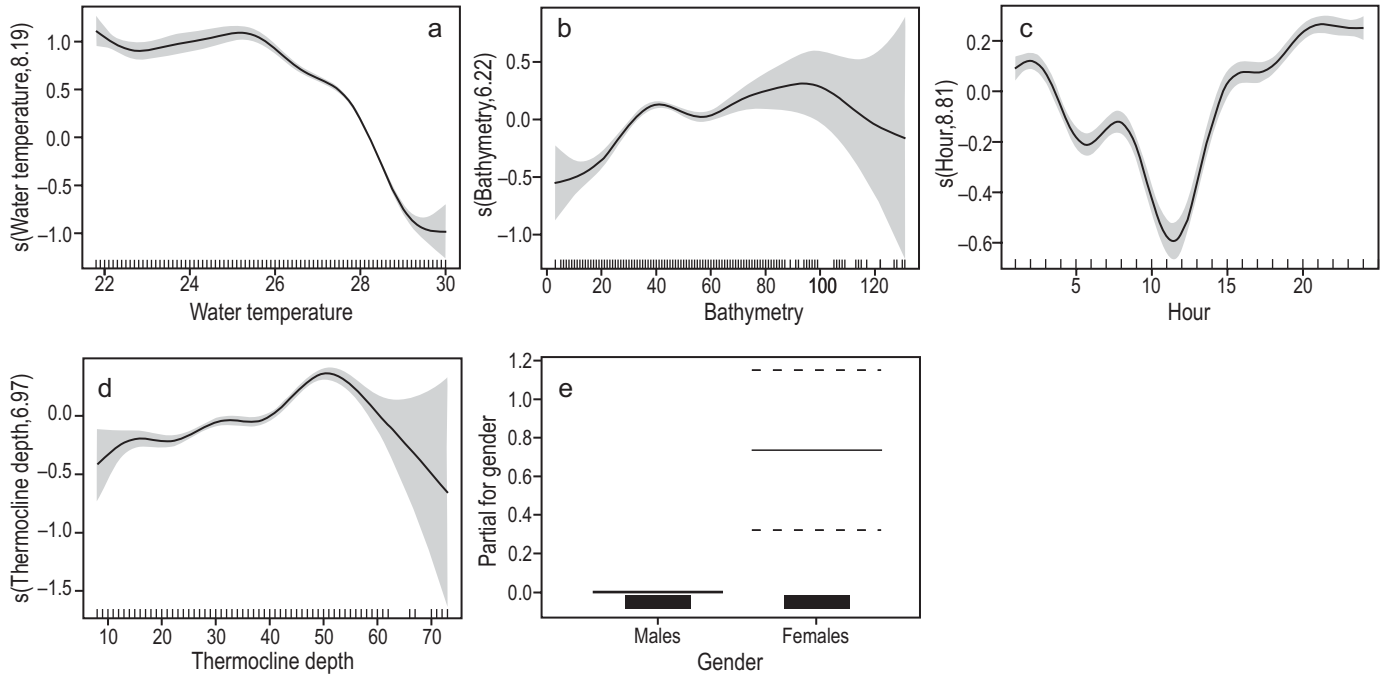 a
s(Water temperature,8.19)
1.0
0.5
0.0
–0.5
–1.0
22 24 26 28 30
Water temperature
b
s(Bathymetry,6.22)
0.5
0.0
–0.5
–1.0
0 20 40 60 80 100 120
Bathymetry
c
s(Hour,8.81)
0.2
0.0
–0.2
–0.4
–0.6
5 10 15 20
Hour
d
s(Thermocline depth,6.97)
0.0
–0.5
–1.0
–1.5
10 20 30 40 50 60 70
Thermocline depth
e
Partial for gender
1.2
1.0
0.8
0.6
0.4
0.2
0.0
Males Females
Gender